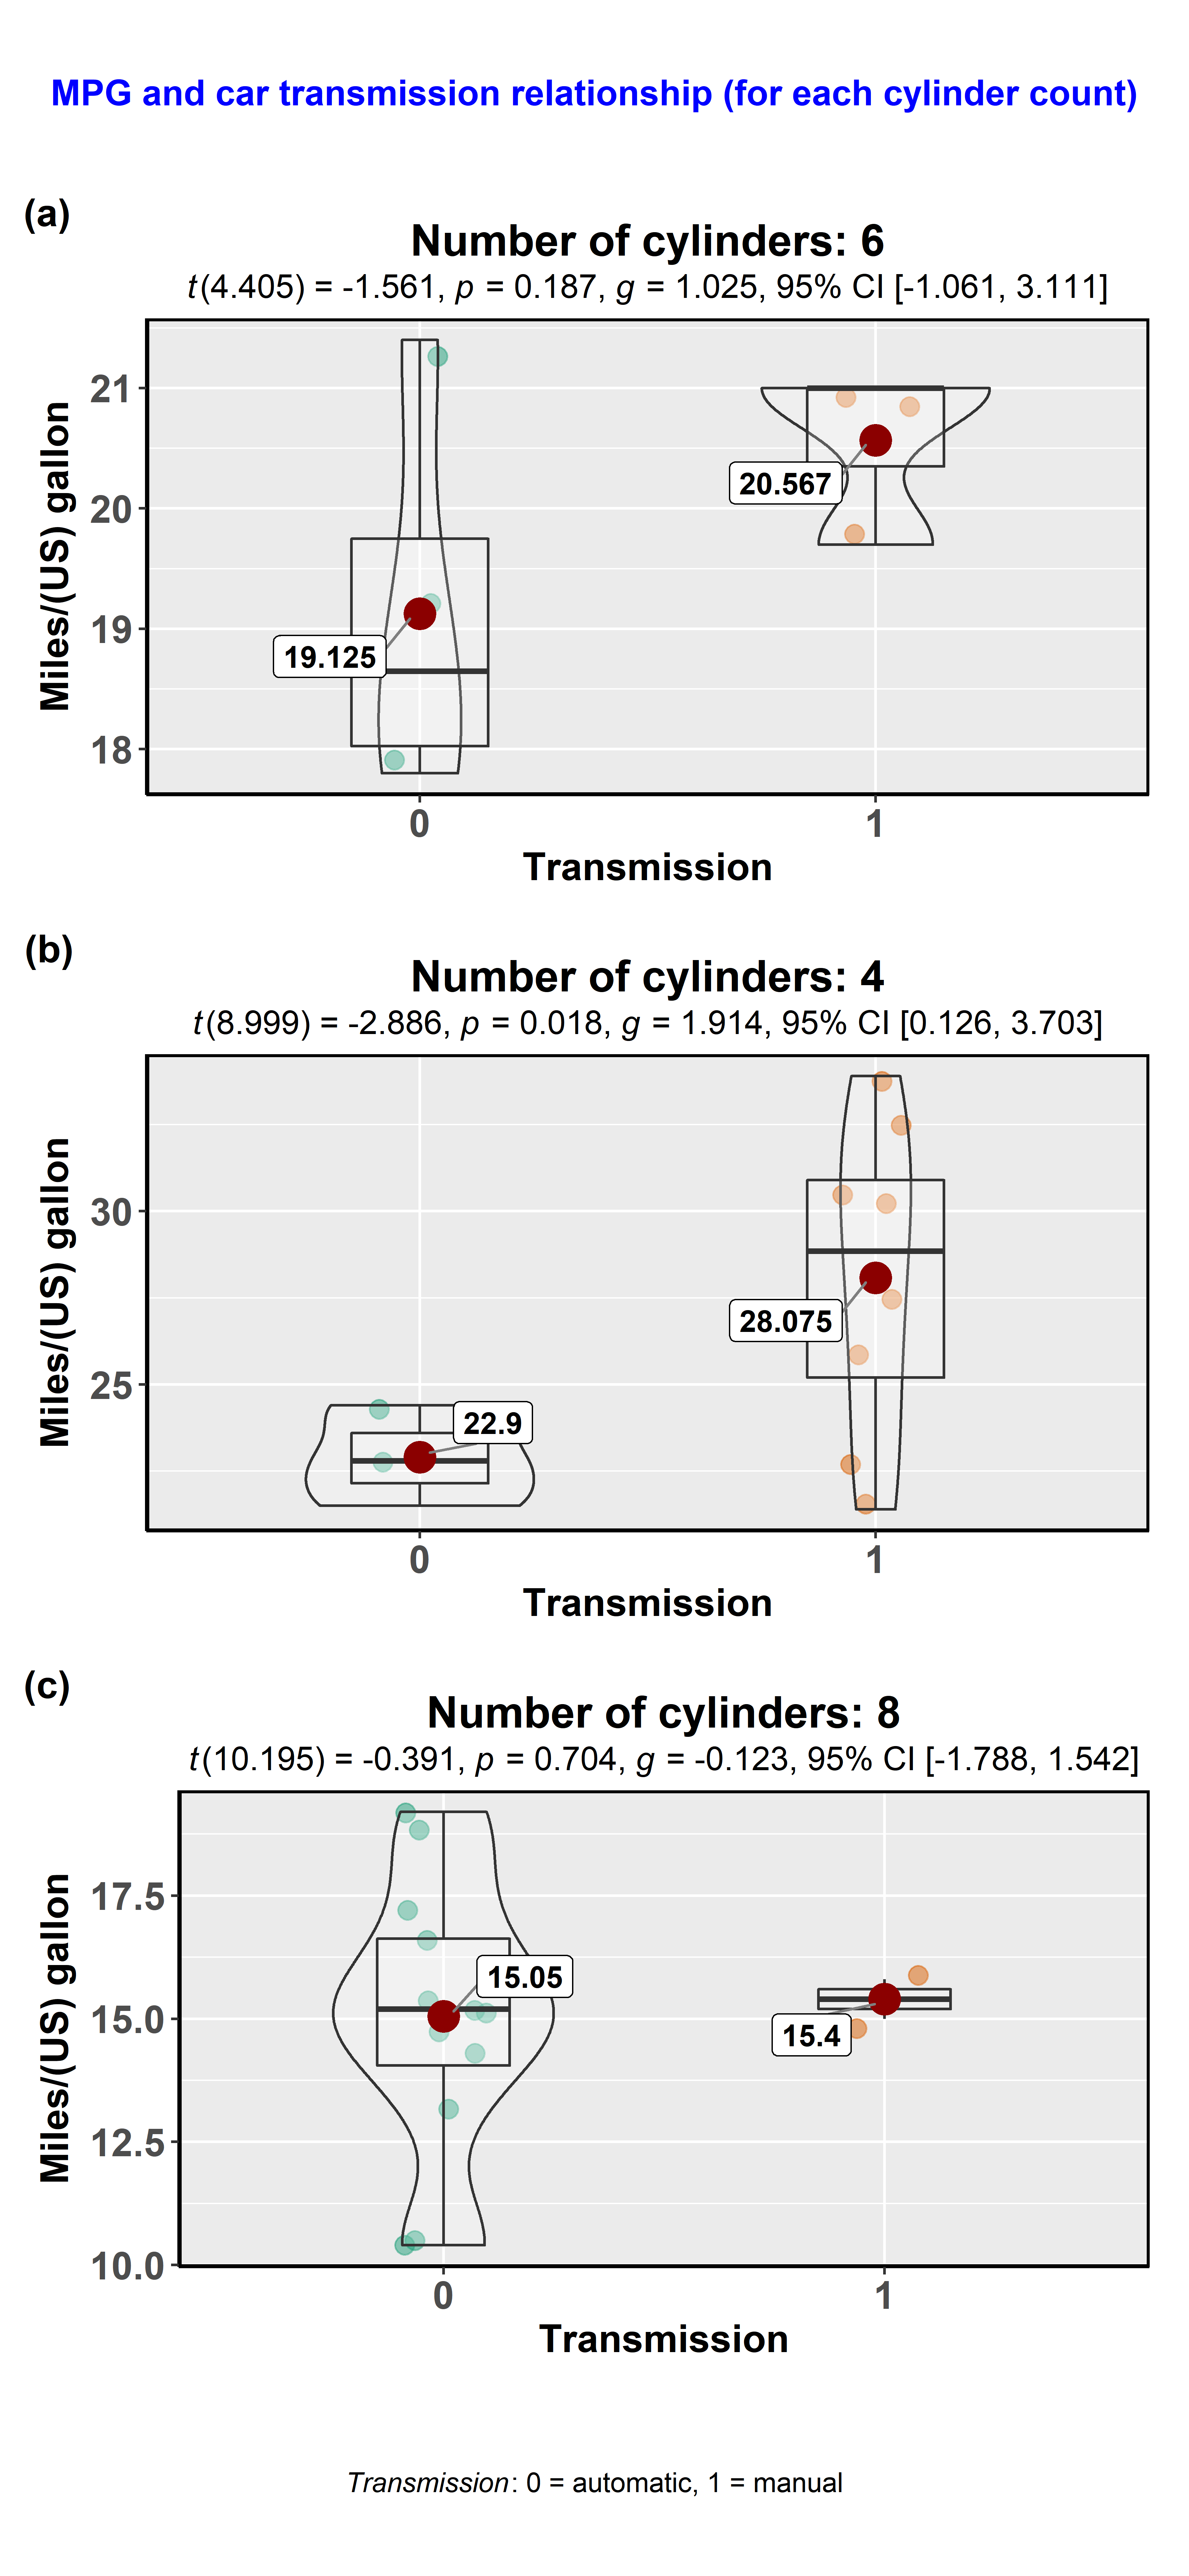 MPG and car transmission relationship (for each cylinder count)
(a)
Number of cylinders: 6
t(4.405) = -1.561, p = 0.187, g = 1.025, 95% CI [-1.061, 3.111]
Miles/(US) gallon
21
20
19
18
19.125
20.567
0 1
Transmission
(b)
Number of cylinders: 4
t(8.999) = -2.886, p = 0.018, g = 1.914, 95% CI [0.126, 3.703]
Miles/(US) gallon
30
25
22.9
28.075
0 1
Transmission
(c)
Number of cylinders: 8
t(10.195) = -0.391, p = 0.704, g = -0.123, 95% CI [-1.788, 1.542]
Miles/(US) gallon
17.5
15.0
12.5
10.0
15.05
15.4
0 1
Transmission
Transmission: 0 = automatic, 1 = manual